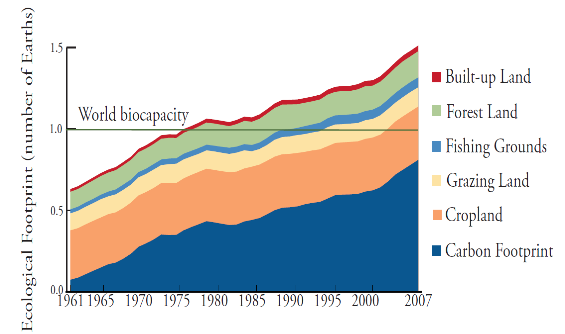 Ecological Footprint (number of Earths)
1.5
World biocapacity
1.0
0.5
0.0
1961 1965 1970 1975 1980 1985 1990 1995 2000 2007
Built-up Land
Forest Land
Fishing Grounds
Grazing Land
Cropland
Carbon Footprint